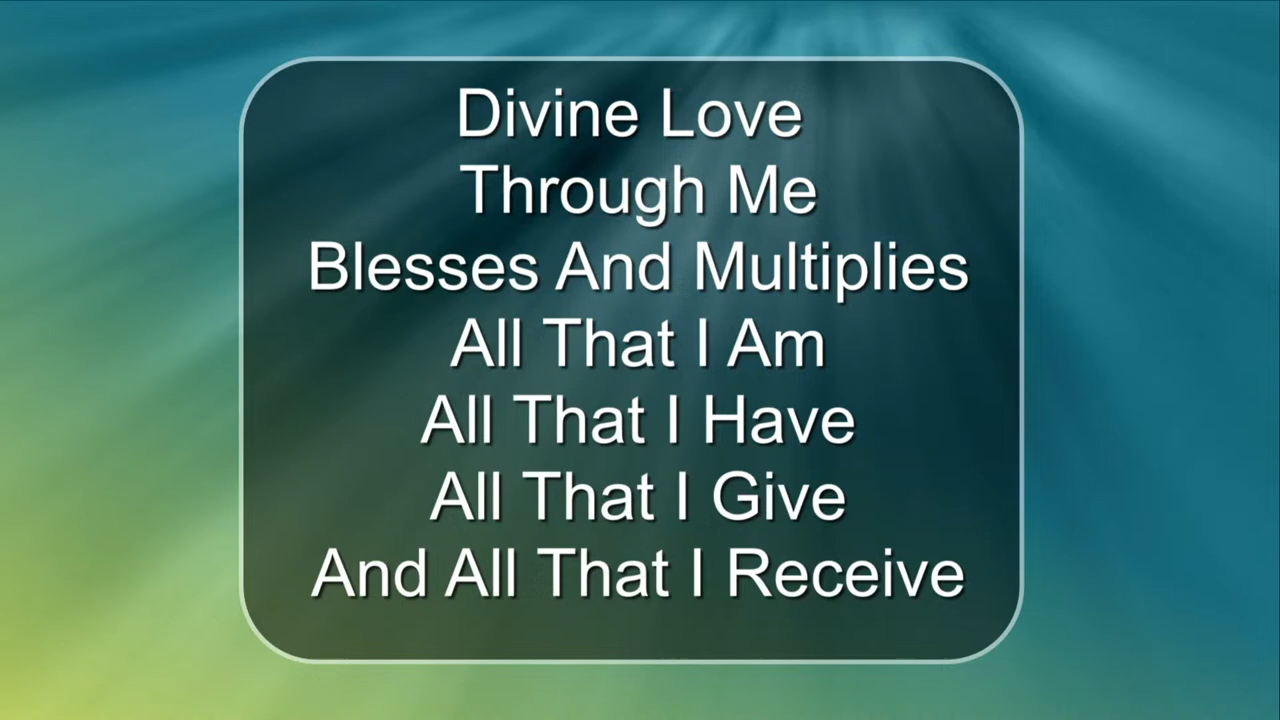 Divine Love
Through Me
Blesses And Multiplies
All That I Am
All That I Have
All That I Give
And All That I Receive